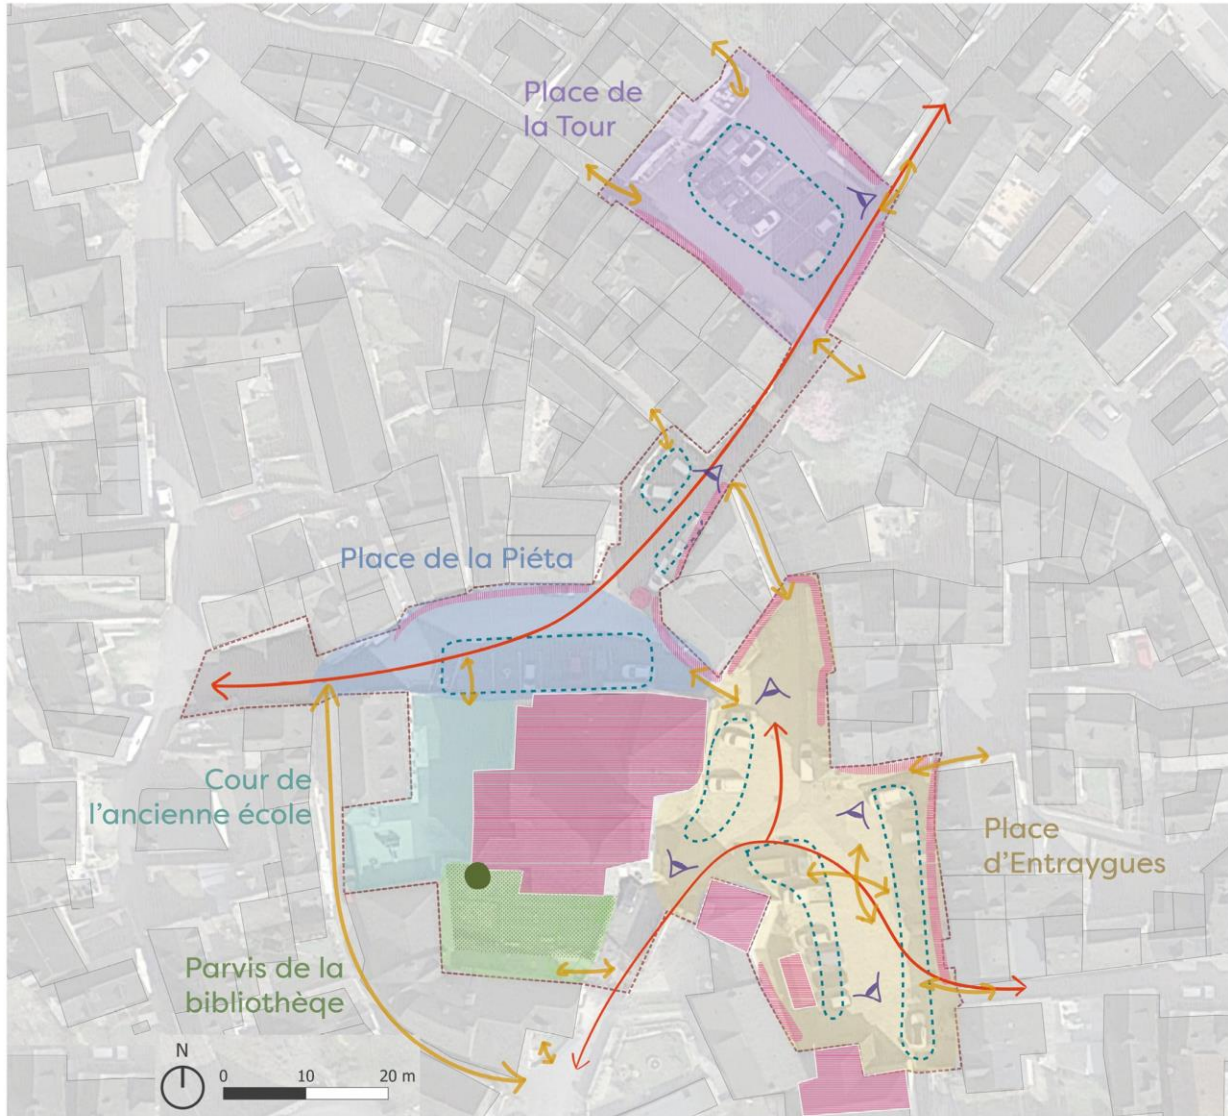 Place de
la Tour
Place de la Piéta
Cour de
l'ancienne école
Place
d'Entraygues
Parvis de la
bibliothèqe
N
0 10 20 m